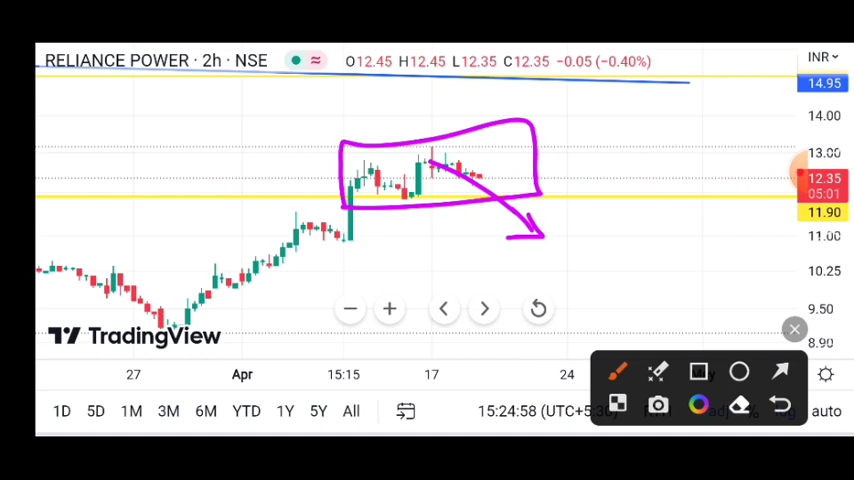 RELIANCE POWER · 2h · NSE O12.45 H12.45 L12.35 C12.35 −0.05 (−0.40%) INR
14.95
14.00
13.00
12.35
05:01
11.90
11.00
10.25
9.50
8.90
TradingView
27 Apr 15:15 17 24
1D 5D 1M 3M 6M YTD 1Y 5Y All 15:24:58 (UTC+5:30) % auto